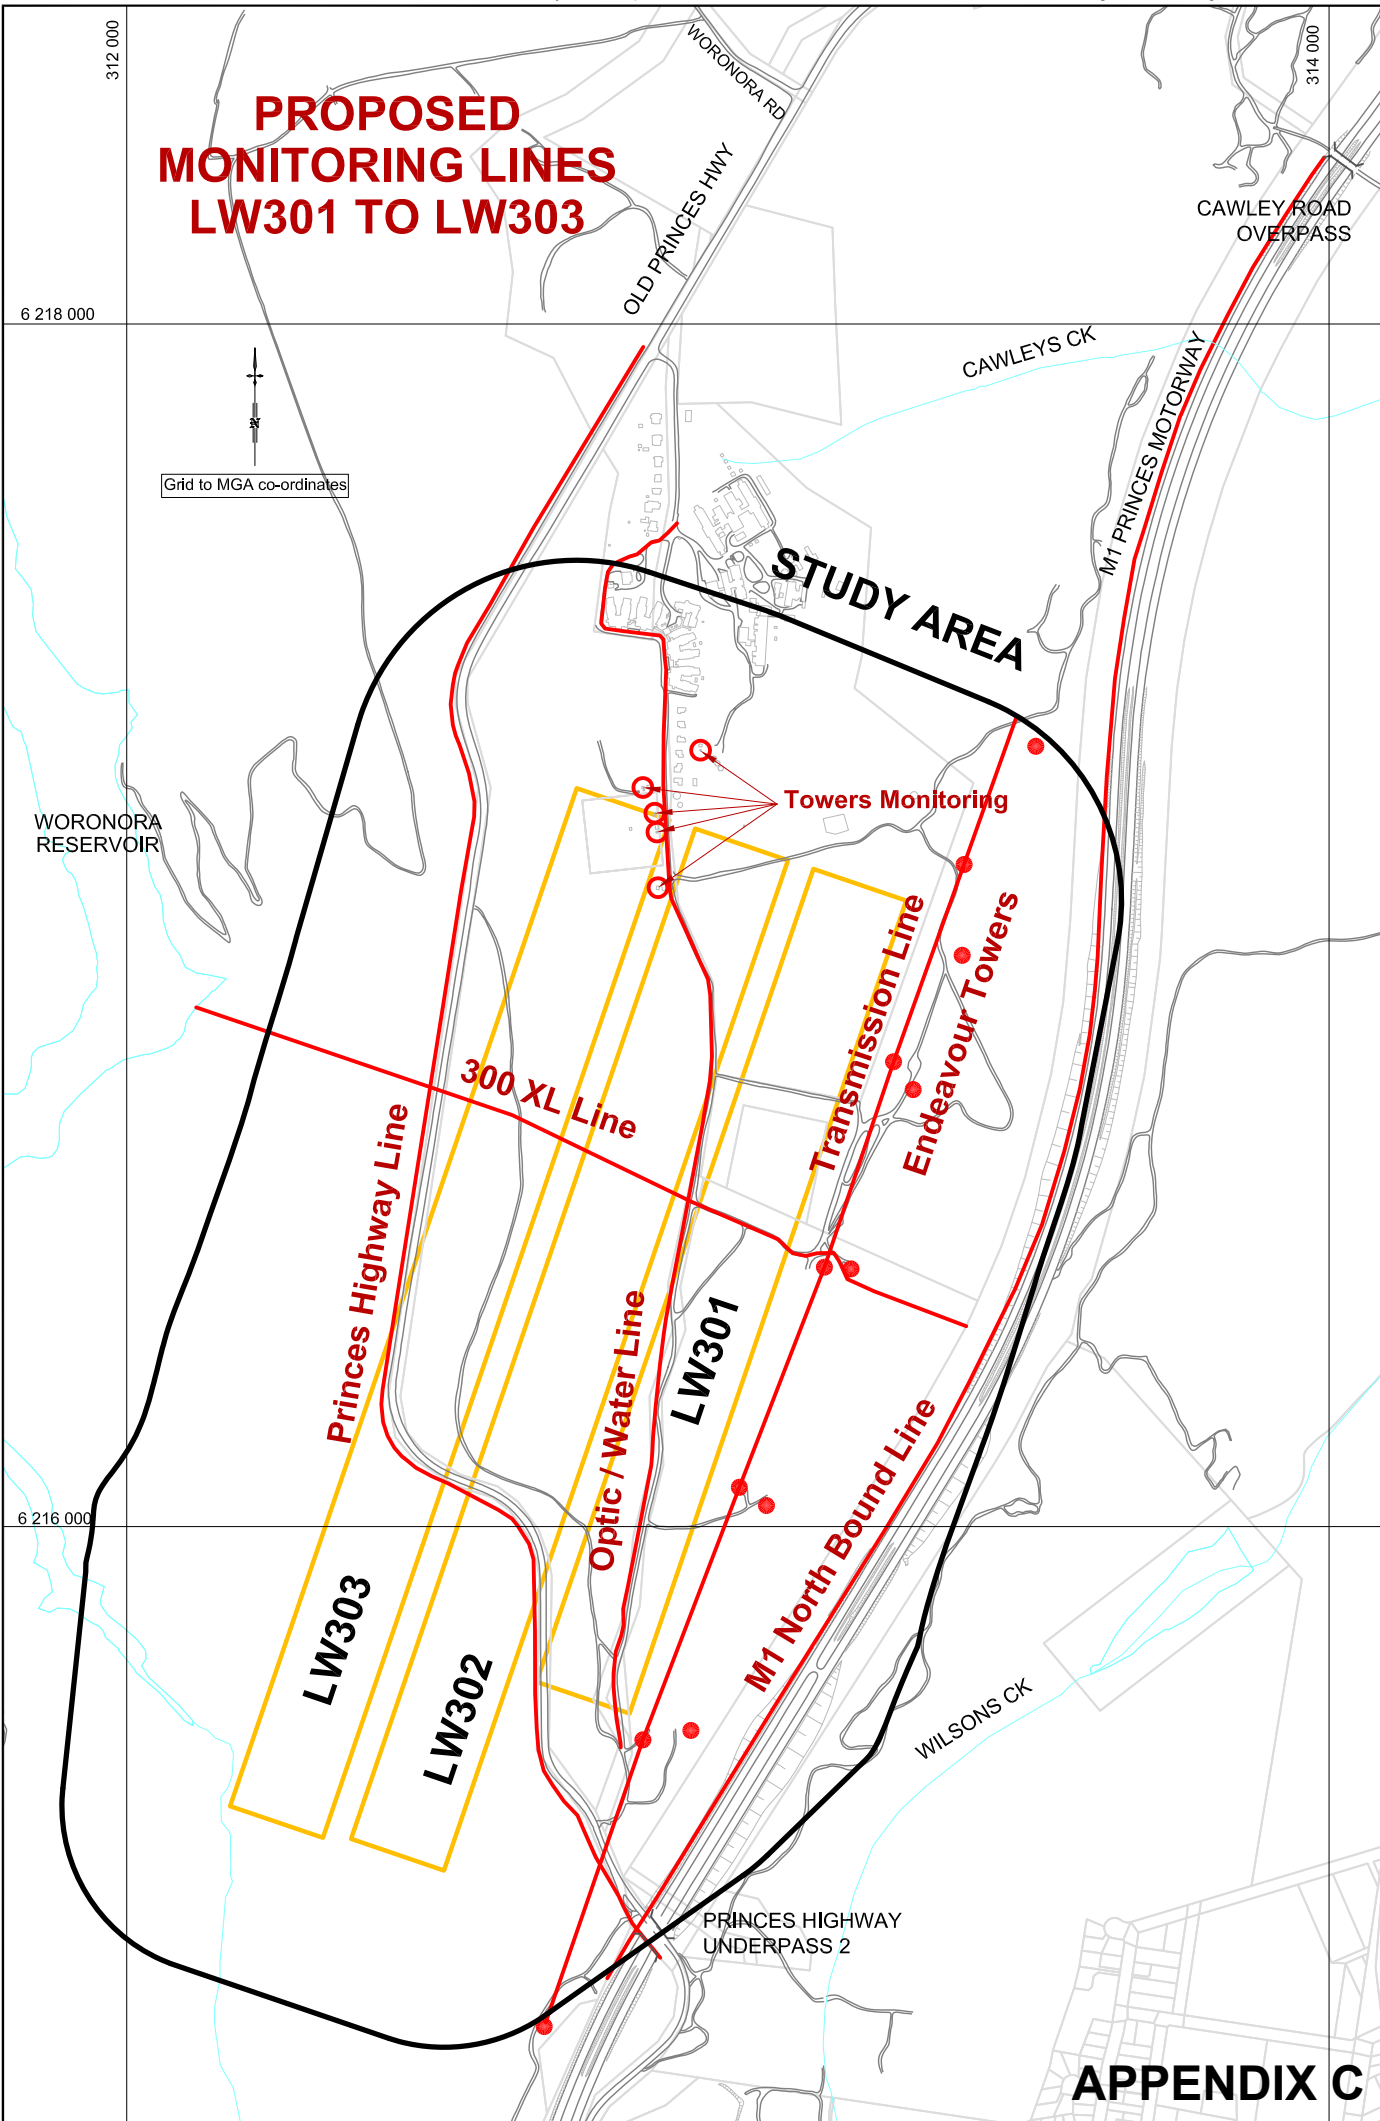 312 000
314 000
WORONORA RD
PROPOSED
MONITORING LINES
LW301 TO LW303
OLD PRINCES HWY
CAWLEY ROAD
OVERPASS
6 218 000
CAWLEYS CK
M1 PRINCES MOTORWAY
N
Grid to MGA co-ordinates
STUDY AREA
Towers Monitoring
WORONORA
RESERVOIR
Transmission Line
Endeavour Towers
300 XL Line
Princes Highway Line
Optic / Water Line
LW301
M1 North Bound Line
6 216 000
LW303
LW302
WILSONS CK
PRINCES HIGHWAY
UNDERPASS 2
APPENDIX C